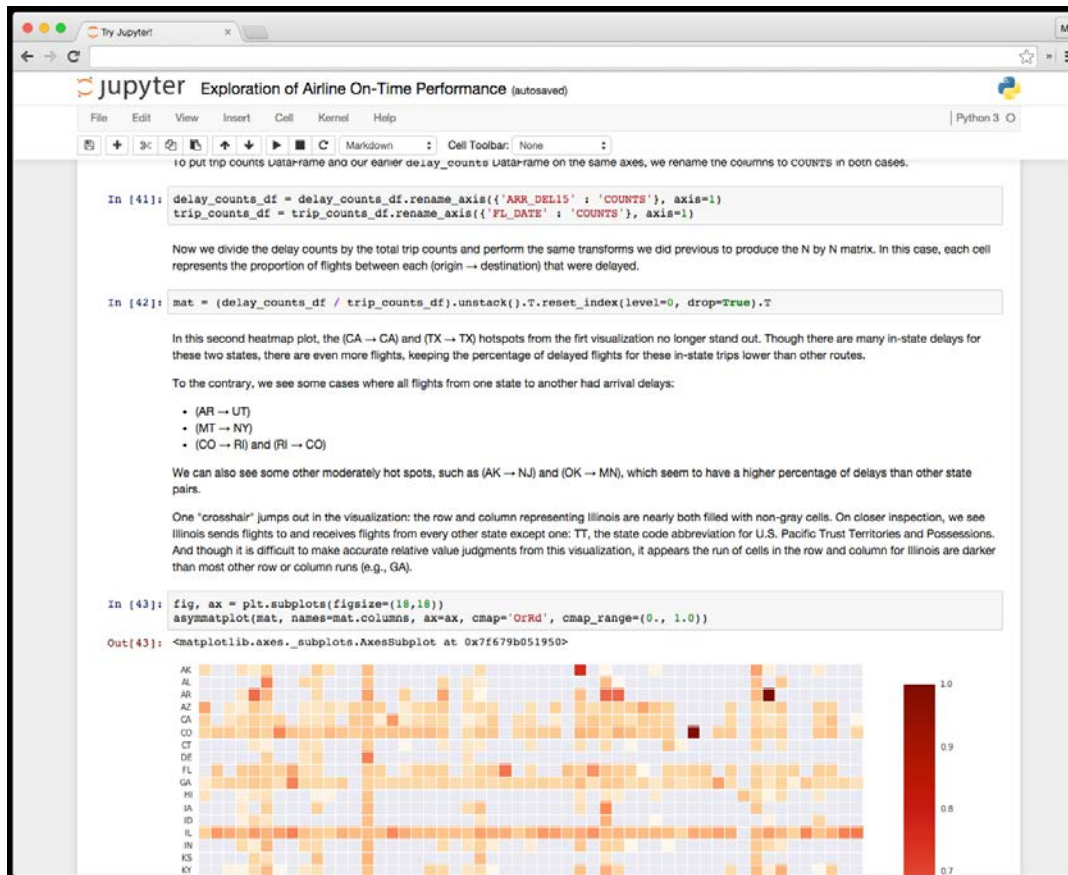 Try Jupyter!
M
jupyter Exploration of Airline On-Time Performance (autosaved)
File Edit View Insert Cell Kernel Help
Python 3
Markdown Cell Toolbar: None
To put trip counts DataFrame and our earlier delay_counts DataFrame on the same axes, we rename the columns to COUNTS in both cases.
In [41]: delay_counts_df = delay_counts_df.rename_axis({'ARR_DEL15' : 'COUNTS'}, axis=1)
trip_counts_df = trip_counts_df.rename_axis({'FL_DATE' : 'COUNTS'}, axis=1)
Now we divide the delay counts by the total trip counts and perform the same transforms we did previous to produce the N by N matrix. In this case, each cell
represents the proportion of flights between each (origin → destination) that were delayed.
In [42]: mat = (delay_counts_df / trip_counts_df).unstack().T.reset_index(level=0, drop=True).T
In this second heatmap plot, the (CA → CA) and (TX → TX) hotspots from the firt visualization no longer stand out. Though there are many in-state delays for
these two states, there are even more flights, keeping the percentage of delayed flights for these in-state trips lower than other routes.
To the contrary, we see some cases where all flights from one state to another had arrival delays:
• (AR → UT)
• (MT → NY)
• (CO → RI) and (RI → CO)
We can also see some other moderately hot spots, such as (AK → NJ) and (OK → MN), which seem to have a higher percentage of delays than other state
pairs.
One "crosshair" jumps out in the visualization: the row and column representing Illinois are nearly both filled with non-gray cells. On closer inspection, we see
Illinois sends flights to and receives flights from every other state except one: TT, the state code abbreviation for U.S. Pacific Trust Territories and Possessions.
And though it is difficult to make accurate relative value judgments from this visualization, it appears the run of cells in the row and column for Illinois are darker
than most other row or column runs (e.g., GA).
In [43]: fig, ax = plt.subplots(figsize=(18,18))
asymmatplot(mat, names=mat.columns, ax=ax, cmap='OrRd', cmap_range=(0., 1.0))
Out[43]: <matplotlib.axes._subplots.AxesSubplot at 0x7f679b051950>
AK
AL
AR
AZ
CA
CO
CT
DE
FL
GA
HI
IA
ID
IL
IN
KS
KY
1.0
0.9
0.8
0.7